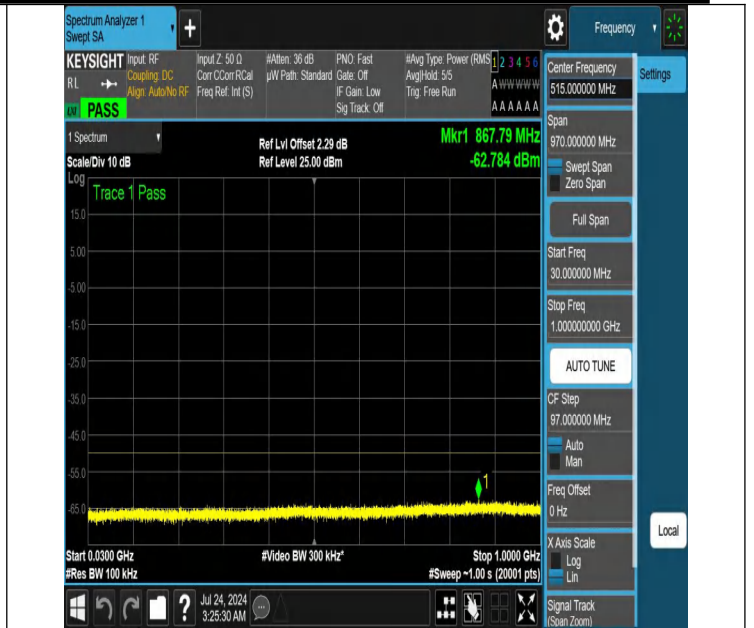 Spectrum Analyzer 1
Swept SA
+
Frequency
KEYSIGHT
RL
PASS
Input: RF
Coupling: DC
Align: Auto/No RF
Input Z: 50 Ω
Corr CCorr RCal
Freq Ref: Int (S)
#Atten: 36 dB
µW Path: Standard
PNO: Fast
Gate: Off
IF Gain: Low
Sig Track: Off
#Avg Type: Power (RMS
Avg|Hold: 5/5
Trig: Free Run
1 2 3 4 5 6
A W W W W W
A A A A A A
1 Spectrum
Scale/Div 10 dB
Ref Lvl Offset 2.29 dB
Ref Level 25.00 dBm
Mkr1 867.79 MHz
-62.784 dBm
Log
Trace 1 Pass
15.0
5.00
-5.00
-15.0
-25.0
-35.0
-45.0
-55.0
-65.0
1
Start 0.0300 GHz
#Res BW 100 kHz
#Video BW 300 kHz*
Stop 1.0000 GHz
#Sweep ~1.00 s (20001 pts)
Center Frequency
515.000000 MHz
Settings
Span
970.000000 MHz
Swept Span
Zero Span
Full Span
Start Freq
30.000000 MHz
Stop Freq
1.000000000 GHz
AUTO TUNE
CF Step
97.000000 MHz
Auto
Man
Freq Offset
0 Hz
X Axis Scale
Log
Lin
Local
Signal Track
(Span Zoom)
?
Jul 24, 2024
3:25:30 AM